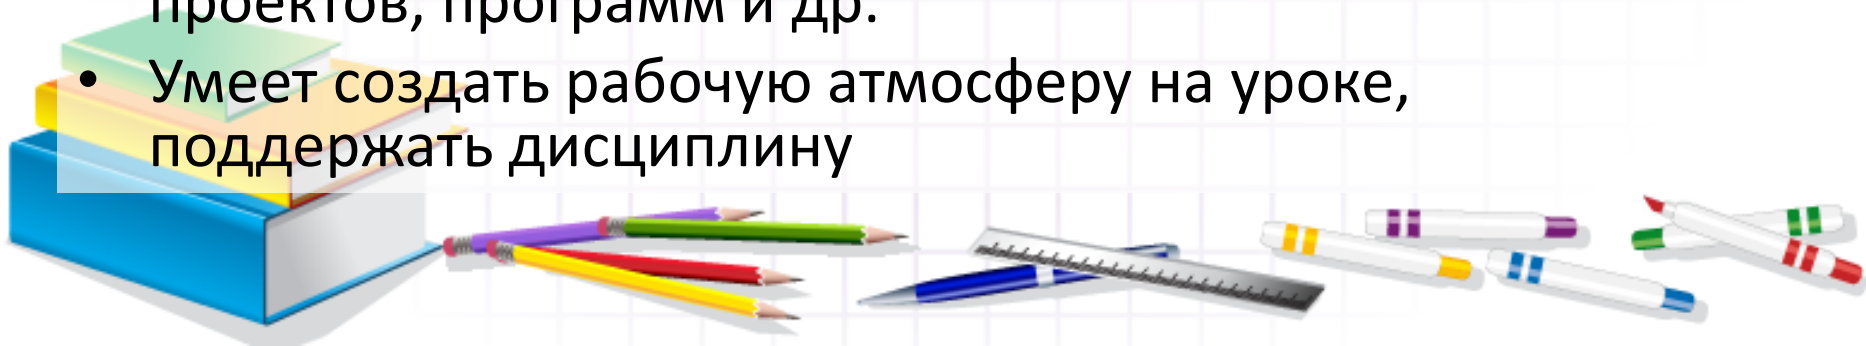 проектов, программ и др.
• Умеет создать рабочую атмосферу на уроке,
поддержать дисциплину